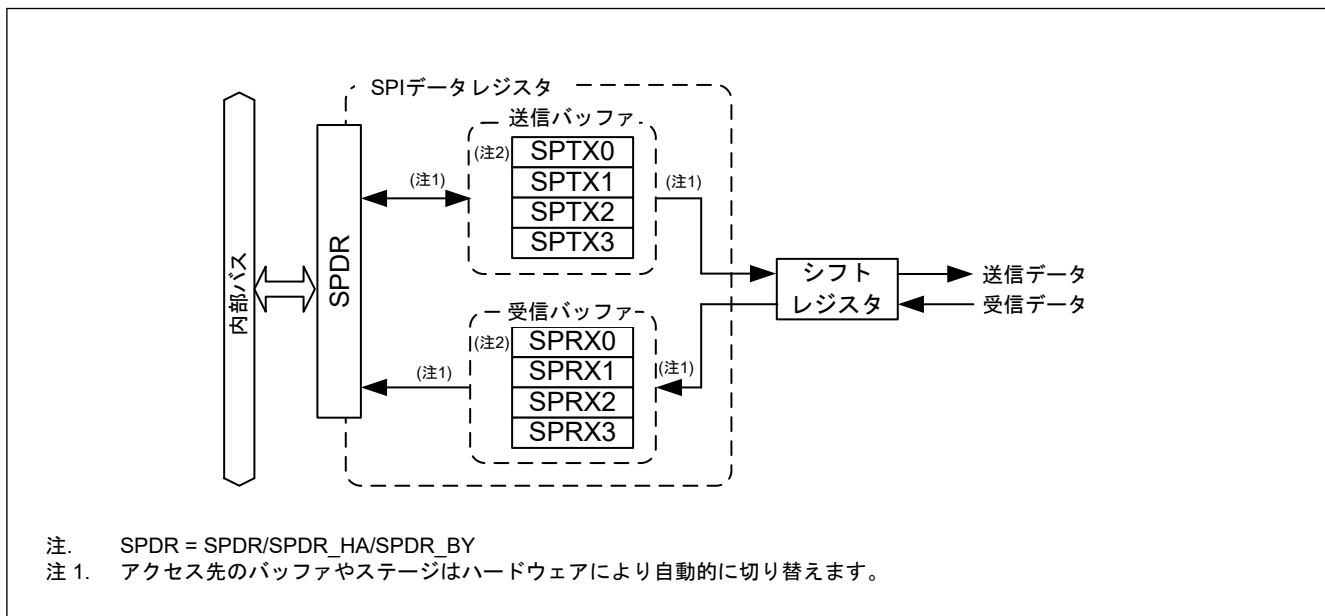 SPIデータレジスタ
送信バッファ
(注2)
SPTX0
SPTX1
SPTX2
SPTX3
(注1)
(注1)
内部バス
SPDR
シフト
レジスタ
送信データ
受信データ
受信バッファ
(注2)
SPRX0
SPRX1
SPRX2
SPRX3
(注1)
(注1)
注. SPDR = SPDR/SPDR_HA/SPDR_BY
注 1. アクセス先のバッファやステージはハードウェアにより自動的に切り替えます。